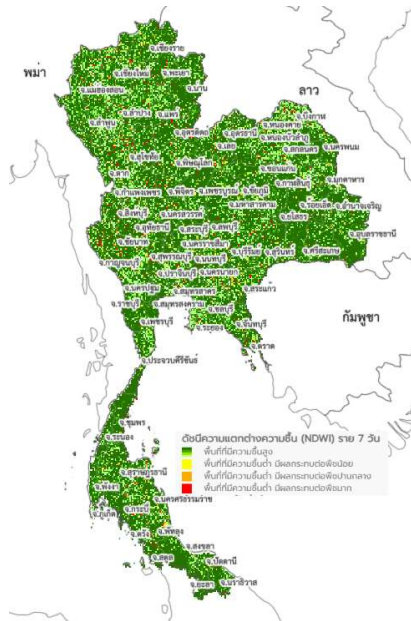 จ.เชียงราย
พม่า
จ.เชียงใหม่ จ.พะเยา
ลาว
จ.แม่ฮ่องสอน จ.น่าน
จ.ลำปาง จ.แพร่
จ.บึงกาฬ
จ.ลำพูน
จ.หนองคาย
จ.อุตรดิตถ์ จ.อุดรธานี จ.หนองบัวลำภู
จ.เลย จ.สกลนคร จ.นครพนม
จ.สุโขทัย
จ.พิษณุโลก จ.ขอนแก่น
จ.ตาก จ.กาฬสินธุ์ จ.มุกดาหาร
จ.กำแพงเพชร จ.พิจิตร จ.เพชรบูรณ์ จ.ชัยภูมิ
จ.มหาสารคาม จ.ร้อยเอ็ด จ.อำนาจเจริญ
จ.สิงห์บุรี จ.นครสวรรค์ จ.ยโสธร
จ.อุทัยธานี จ.สระบุรี จ.ลพบุรี
จ.อุบลราชธานี
จ.ชัยนาท จ.นครราชสีมา จ.บุรีรัมย์ จ.สุรินทร์ จ.ศรีสะเกษ
จ.สุพรรณบุรี จ.นนทบุรี
จ.กาญจนบุรี
จ.ปราจีนบุรี จ.นครนายก
จ.นครปฐม จ.สมุทรสาคร จ.สระแก้ว
จ.ราชบุรี จ.สมุทรสงคราม จ.ชลบุรี
กัมพูชา
จ.เพชรบุรี จ.ระยอง จ.จันทบุรี
จ.ตราด
จ.ประจวบคีรีขันธ์
จ.ชุมพร
จ.ระนอง
ดัชนีความแตกต่างความชื้น (NDWI) ราย 7 วัน
พื้นที่ที่มีความชื้นสูง
พื้นที่ที่มีความชื้นต่ำ มีผลกระทบต่อพืชน้อย
จ.สุราษฎร์ธานี
พื้นที่ที่มีความชื้นต่ำ มีผลกระทบต่อพืชปานกลาง
จ.พังงา
พื้นที่ที่มีความชื้นต่ำ มีผลกระทบต่อพืชมาก
จ.นครศรีธรรมราช
จ.กระบี่
จ.ภูเก็ต
จ.ตรัง จ.พัทลุง
จ.สงขลา
จ.สตูล จ.ปัตตานี
จ.ยะลา จ.นราธิวาส